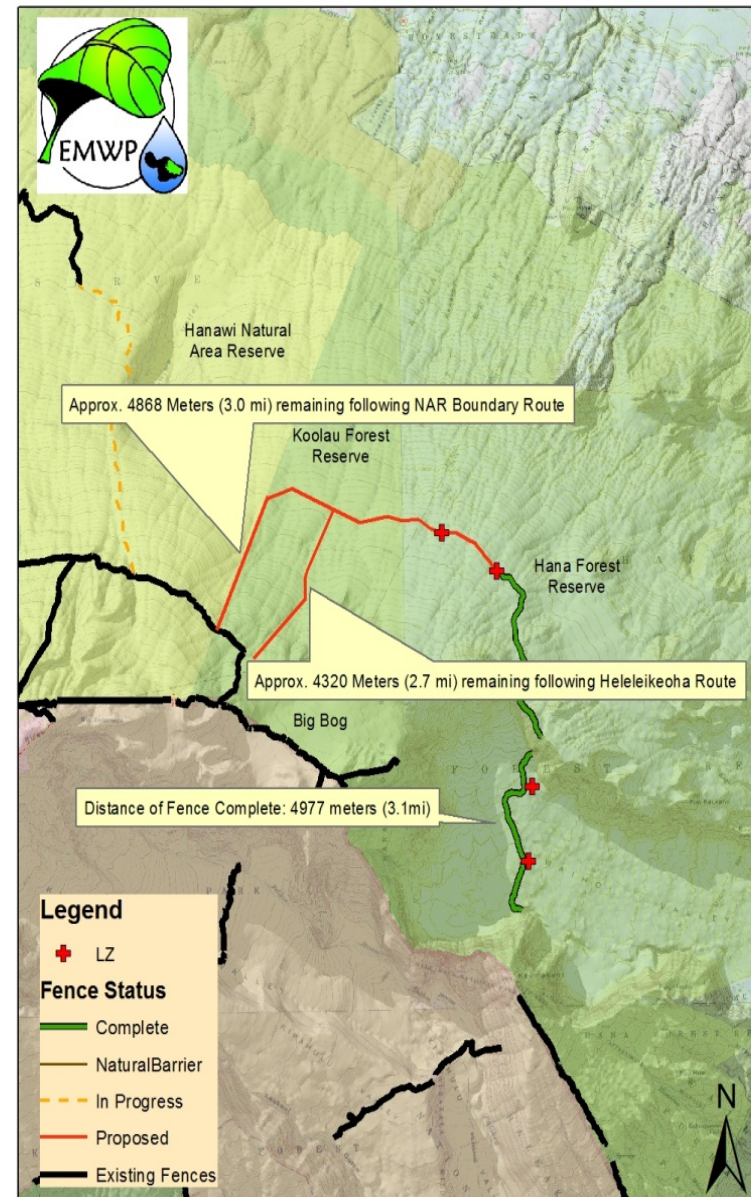 EMWP
Hanawi Natural
Area Reserve
Approx. 4868 Meters (3.0 mi) remaining following NAR Boundary Route
Koolau Forest
Reserve
Hana Forest
Reserve
Approx. 4320 Meters (2.7 mi) remaining following Heleleikeoha Route
Big Bog
Distance of Fence Complete: 4977 meters (3.1mi)
Legend
LZ
Fence Status
Complete
NaturalBarrier
In Progress
Proposed
Existing Fences
N